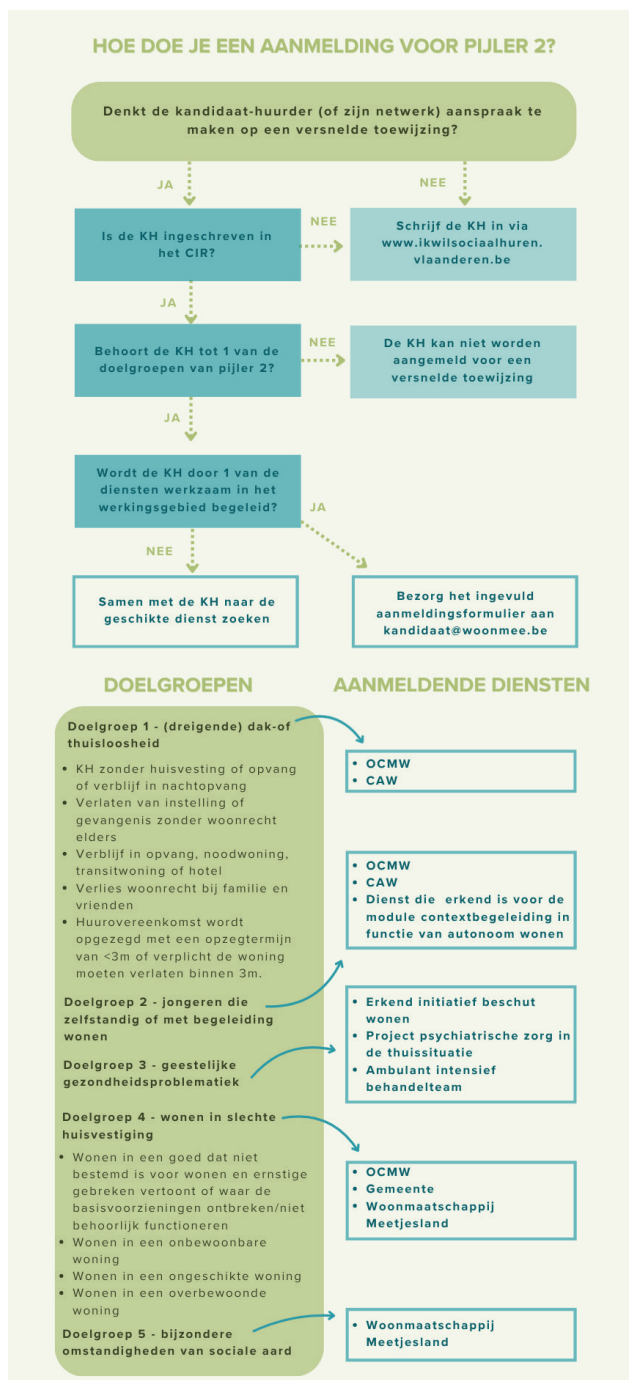 HOE DOE JE EEN AANMELDING VOOR PIJLER 2?
Denkt de kandidaat-huurder (of zijn netwerk) aanspraak te
maken op een versnelde toewijzing?
JA
NEE
Is de KH ingeschreven in
het CIR?
NEE
Schrijf de KH in via
www.ikwilsociaalhuren.
vlaanderen.be
JA
Behoort de KH tot 1 van de
doelgroepen van pijler 2?
NEE
De KH kan niet worden
aangemeld voor een
versnelde toewijzing
JA
Wordt de KH door 1 van de
diensten werkzaam in het
werkingsgebied begeleid?
JA
NEE
Samen met de KH naar de
geschikte dienst zoeken
Bezorg het ingevuld
aanmeldingsformulier aan
kandidaat@woonmee.be
DOELGROEPEN
Doelgroep 1 - (dreigende) dak-of
thuisloosheid
• KH zonder huisvesting of opvang
of verblijf in nachtopvang
• Verlaten van instelling of
gevangenis zonder woonrecht
elders
• Verblijf in opvang, noodwoning,
transitwoning of hotel
• Verlies woonrecht bij familie en
vrienden
• Huurovereenkomst wordt
opgezegd met een opzegtermijn
van <3m of verplicht de woning
moeten verlaten binnen 3m.
Doelgroep 2 - jongeren die
zelfstandig of met begeleiding
wonen
Doelgroep 3 - geestelijke
gezondheidsproblematiek
Doelgroep 4 - wonen in slechte
huisvestiging
• Wonen in een goed dat niet
bestemd is voor wonen en ernstige
gebreken vertoont of waar de
basisvoorzieningen ontbreken/niet
behoorlijk functioneren
• Wonen in een onbewoonbare
woning
• Wonen in een ongeschikte woning
• Wonen in een overbewoonde
woning
Doelgroep 5 - bijzondere
omstandigheden van sociale aard
AANMELDENDE DIENSTEN
• OCMW
• CAW
• OCMW
• CAW
• Dienst die erkend is voor de
module contextbegeleiding in
functie van autonoom wonen
• Erkend initiatief beschut
wonen
• Project psychiatrische zorg in
de thuissituatie
• Ambulant intensief
behandelteam
• OCMW
• Gemeente
• Woonmaatschappij
Meetjesland
• Woonmaatschappij
Meetjesland